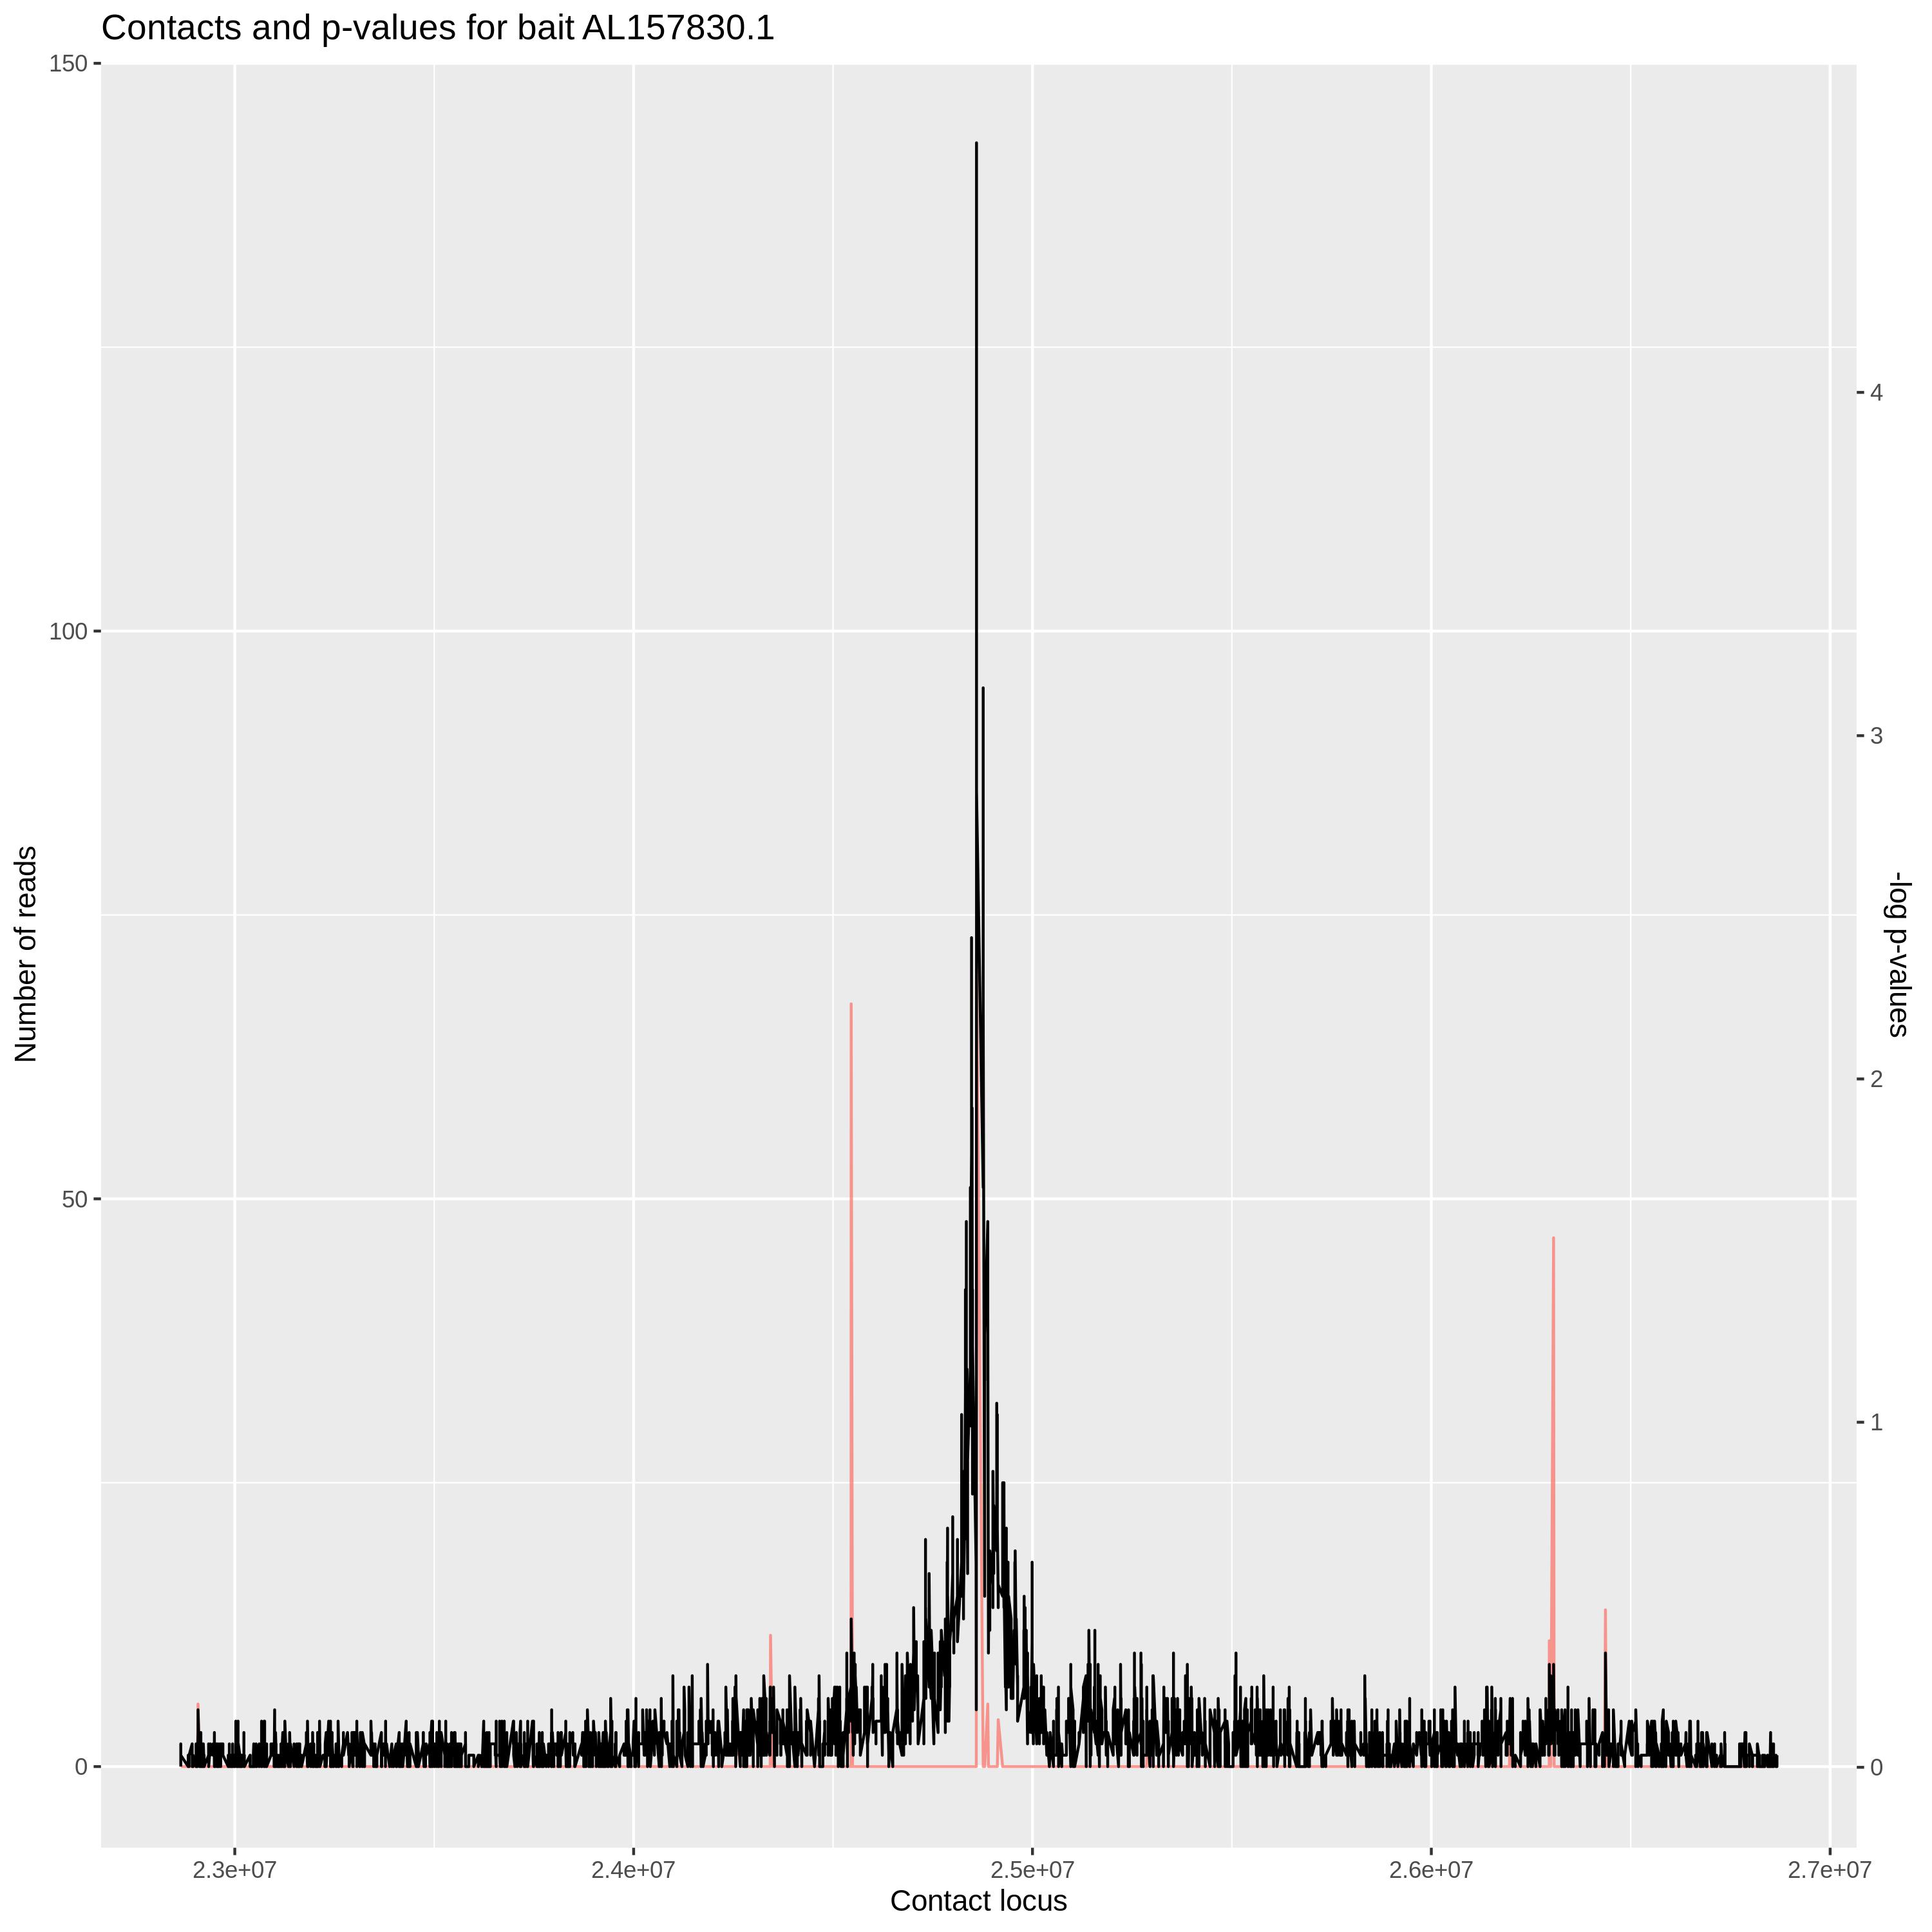 Contacts and p-values for bait AL157830.1
150
100
50
0
Number of reads
4
3
2
1
0
-log p-values
2.3e+07 2.4e+07 2.5e+07 2.6e+07 2.7e+07
Contact locus